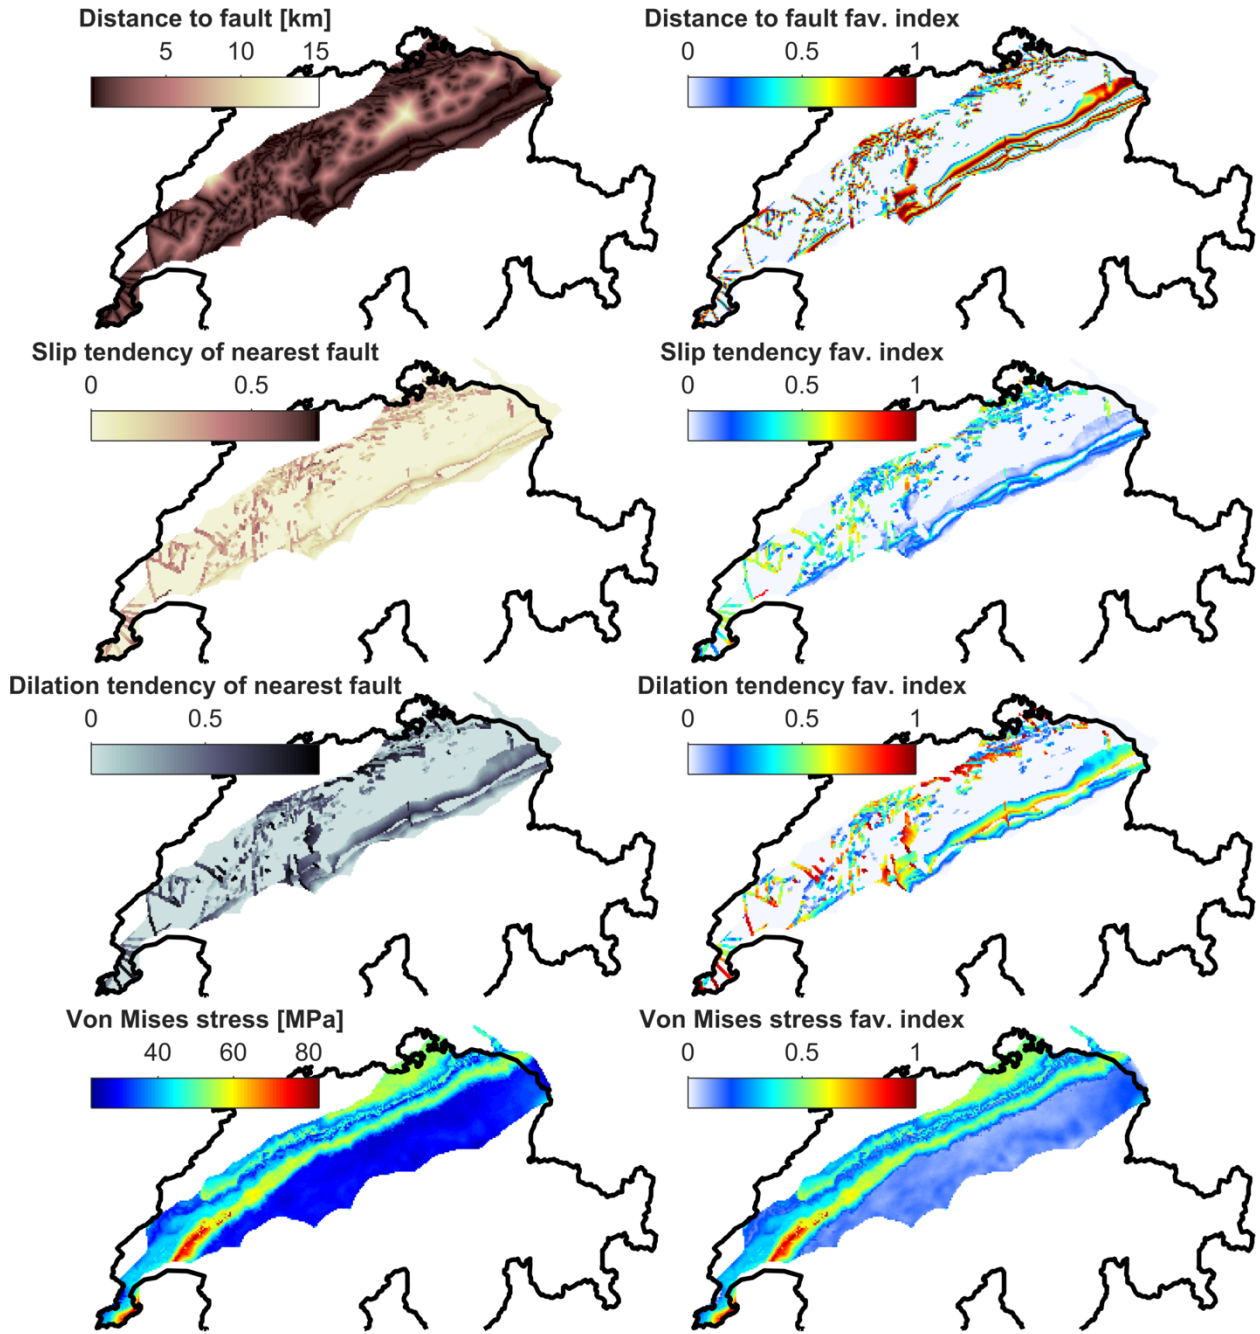 Distance to fault [km]
5 10 15
Distance to fault fav. index
0 0.5 1
Slip tendency of nearest fault
0 0.5
Slip tendency fav. index
0 0.5 1
Dilation tendency of nearest fault
0 0.5
Dilation tendency fav. index
0 0.5 1
Von Mises stress [MPa]
40 60 80
Von Mises stress fav. index
0 0.5 1